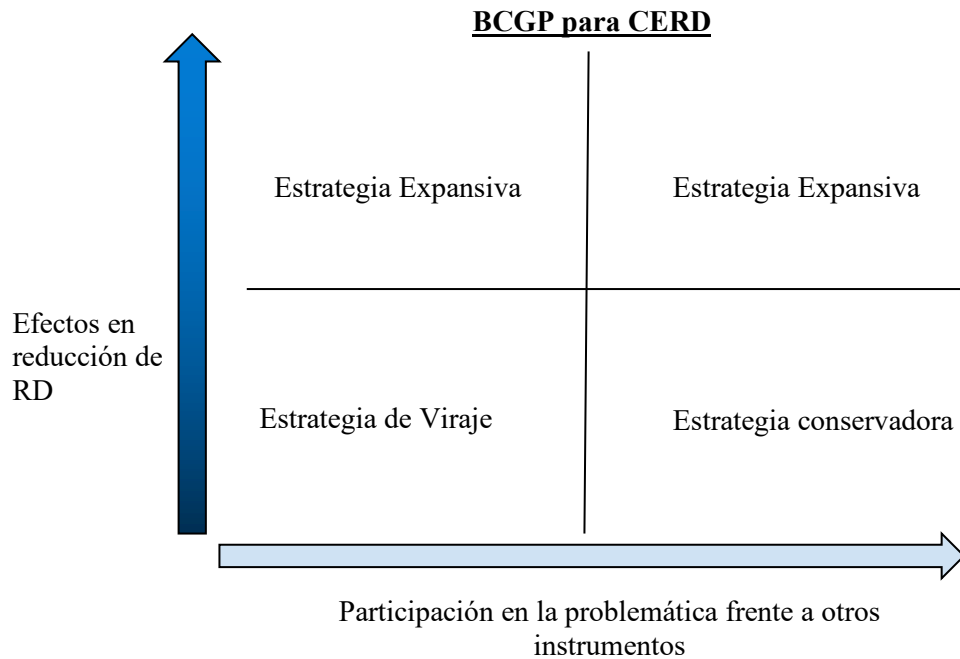 BCGP para CERD
Estrategia Expansiva
Estrategia Expansiva
Efectos en
reducción de
RD
Estrategia de Viraje
Estrategia conservadora
Participación en la problemática frente a otros
instrumentos